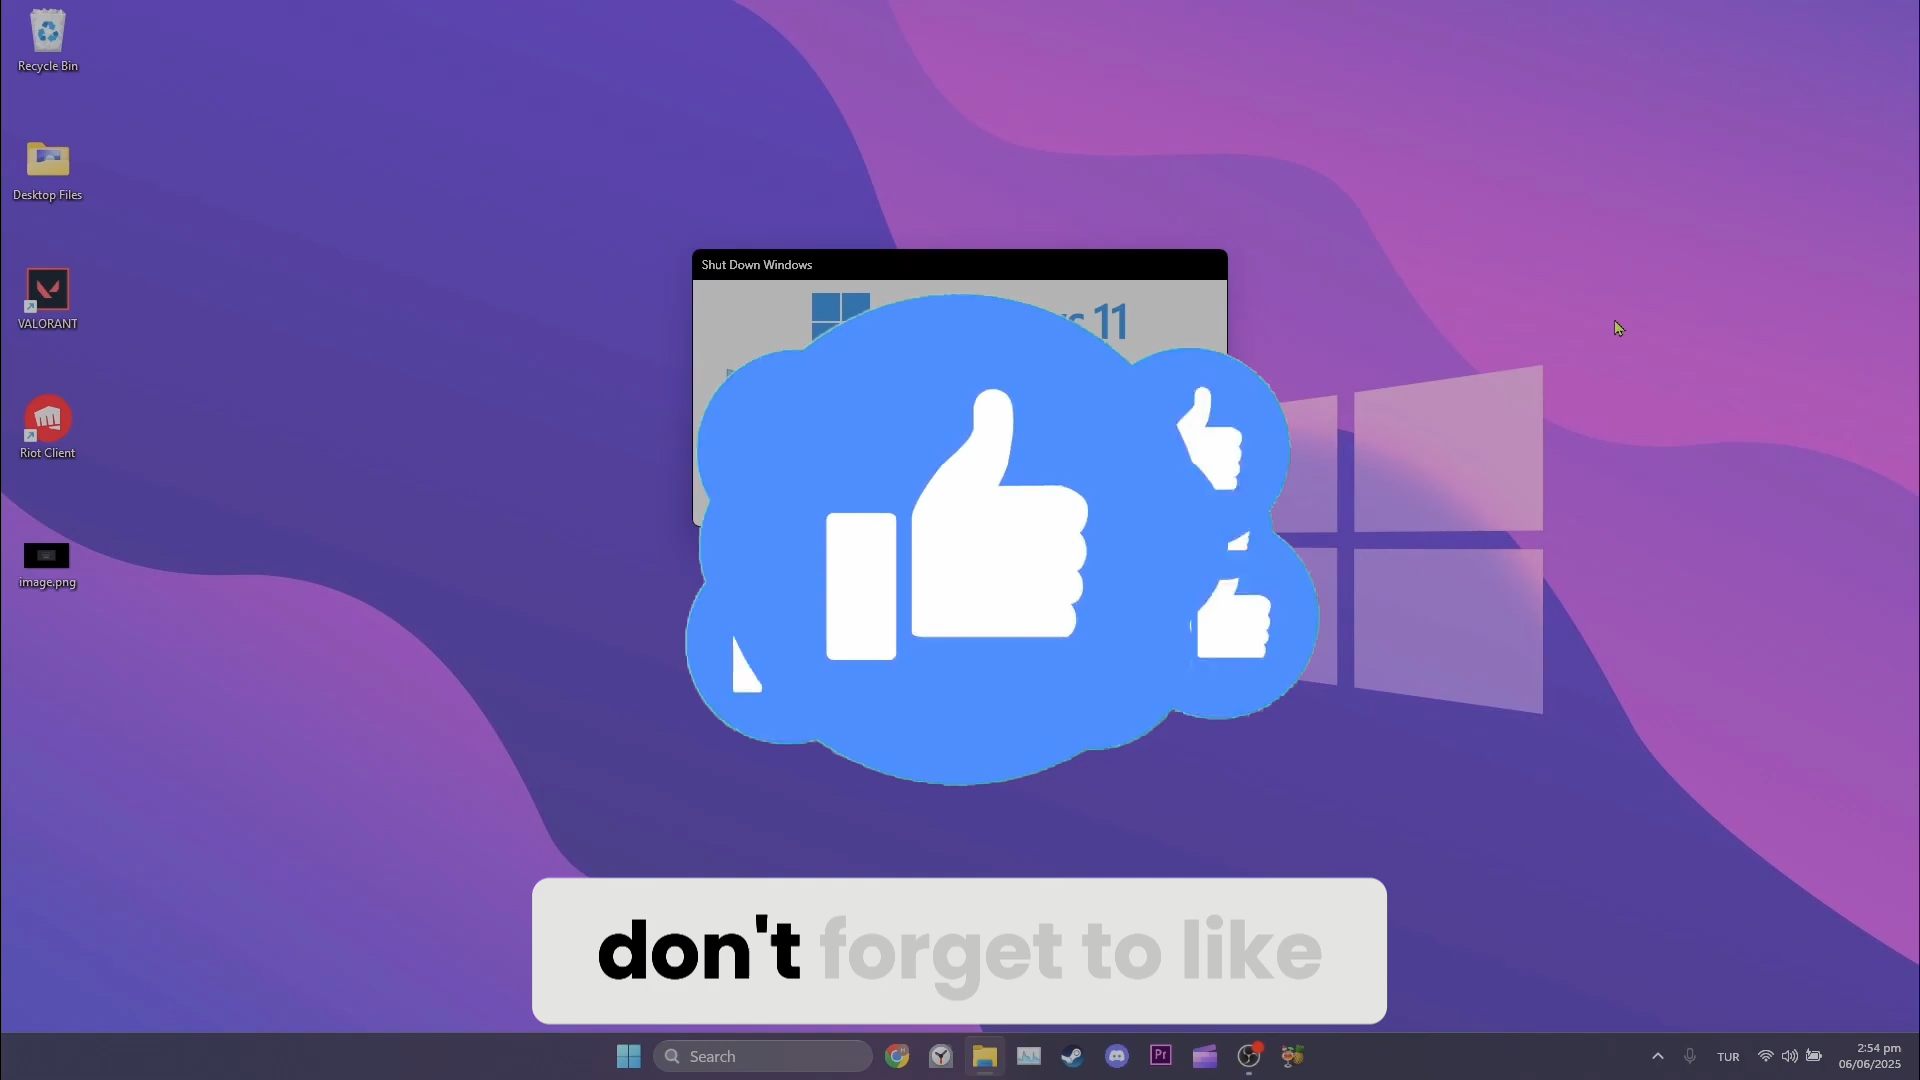 Recycle Bin
Desktop Files
VALORANT
Riot Client
image.png
Shut Down Windows
11
don't forget to like
Search
Pr
TUR
2:54 pm
06/06/2025